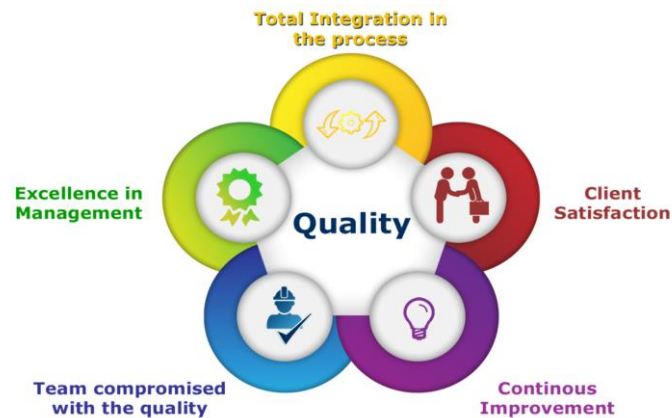 Total Integration in
the process
Excellence in
Management
Quality
Client
Satisfaction
Team compromised
with the quality
Continous
Improvement